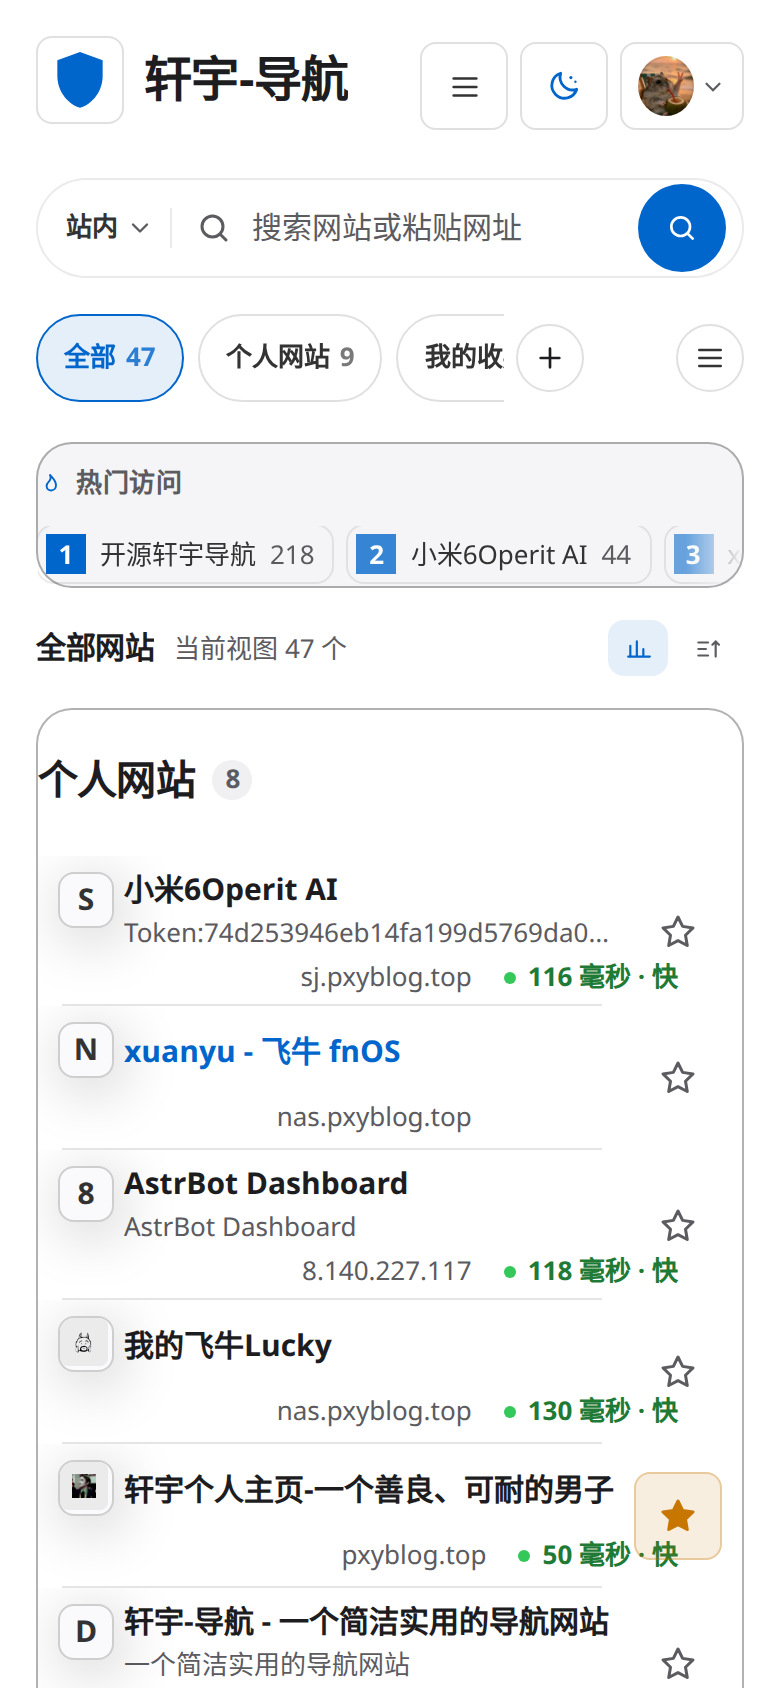 轩宇-导航
站内 搜索网站或粘贴网址
全部 47 个人网站 9 我的收
热门访问
1 开源轩宇导航 218 2 小米6Operit AI 44 3 x
全部网站 当前视图 47 个
个人网站 8
S 小米6Operit AI
Token:74d253946eb14fa199d5769da0...
sj.pxyblog.top 116 毫秒 · 快
N xuanyu - 飞牛 fnOS
nas.pxyblog.top
8 AstrBot Dashboard
AstrBot Dashboard
8.140.227.117 118 毫秒 · 快
我的飞牛Lucky
nas.pxyblog.top 130 毫秒 · 快
轩宇个人主页-一个善良、可耐的男子
pxyblog.top 50 毫秒 · 快
D 轩宇-导航 - 一个简洁实用的导航网站
一个简洁实用的导航网站